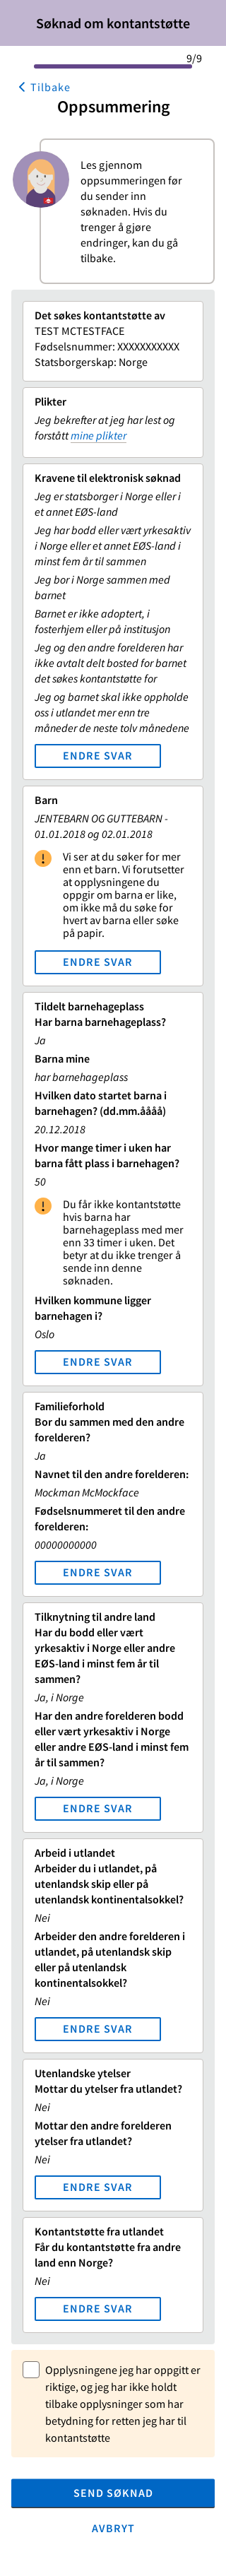 Søknad om kontantstøtte
9/9
Tilbake
Oppsummering
Les gjennom
oppsummeringen før
du sender inn
søknaden. Hvis du
trenger å gjøre
endringer, kan du gå
tilbake.
Det søkes kontantstøtte av
TEST MCTESTFACE
Fødselsnummer: XXXXXXXXXXX
Statsborgerskap: Norge
Plikter
Jeg bekrefter at jeg har lest og
forstått mine plikter
Kravene til elektronisk søknad
Jeg er statsborger i Norge eller i
et annet EØS-land
Jeg har bodd eller vært yrkesaktiv
i Norge eller et annet EØS-land i
minst fem år til sammen
Jeg bor i Norge sammen med
barnet
Barnet er ikke adoptert, i
fosterhjem eller på institusjon
Jeg og den andre forelderen har
ikke avtalt delt bosted for barnet
det søkes kontantstøtte for
Jeg og barnet skal ikke oppholde
oss i utlandet mer enn tre
måneder de neste tolv månedene
ENDRE SVAR
Barn
JENTEBARN OG GUTTEBARN -
01.01.2018 og 02.01.2018
Vi ser at du søker for mer
enn et barn. Vi forutsetter
at opplysningene du
oppgir om barna er like,
om ikke må du søke for
hvert av barna eller søke
på papir.
ENDRE SVAR
Tildelt barnehageplass
Har barna barnehageplass?
Ja
Barna mine
har barnehageplass
Hvilken dato startet barna i
barnehagen? (dd.mm.åååå)
20.12.2018
Hvor mange timer i uken har
barna fått plass i barnehagen?
50
Du får ikke kontantstøtte
hvis barna har
barnehageplass med mer
enn 33 timer i uken. Det
betyr at du ikke trenger å
sende inn denne
søknaden.
Hvilken kommune ligger
barnehagen i?
Oslo
ENDRE SVAR
Familieforhold
Bor du sammen med den andre
forelderen?
Ja
Navnet til den andre forelderen:
Mockman McMockface
Fødselsnummeret til den andre
forelderen:
00000000000
ENDRE SVAR
Tilknytning til andre land
Har du bodd eller vært
yrkesaktiv i Norge eller andre
EØS-land i minst fem år til
sammen?
Ja, i Norge
Har den andre forelderen bodd
eller vært yrkesaktiv i Norge
eller andre EØS-land i minst fem
år til sammen?
Ja, i Norge
ENDRE SVAR
Arbeid i utlandet
Arbeider du i utlandet, på
utenlandsk skip eller på
utenlandsk kontinentalsokkel?
Nei
Arbeider den andre forelderen i
utlandet, på utenlandsk skip
eller på utenlandsk
kontinentalsokkel?
Nei
ENDRE SVAR
Utenlandske ytelser
Mottar du ytelser fra utlandet?
Nei
Mottar den andre forelderen
ytelser fra utlandet?
Nei
ENDRE SVAR
Kontantstøtte fra utlandet
Får du kontantstøtte fra andre
land enn Norge?
Nei
ENDRE SVAR
Opplysningene jeg har oppgitt er
riktige, og jeg har ikke holdt
tilbake opplysninger som har
betydning for retten jeg har til
kontantstøtte
SEND SØKNAD
AVBRYT